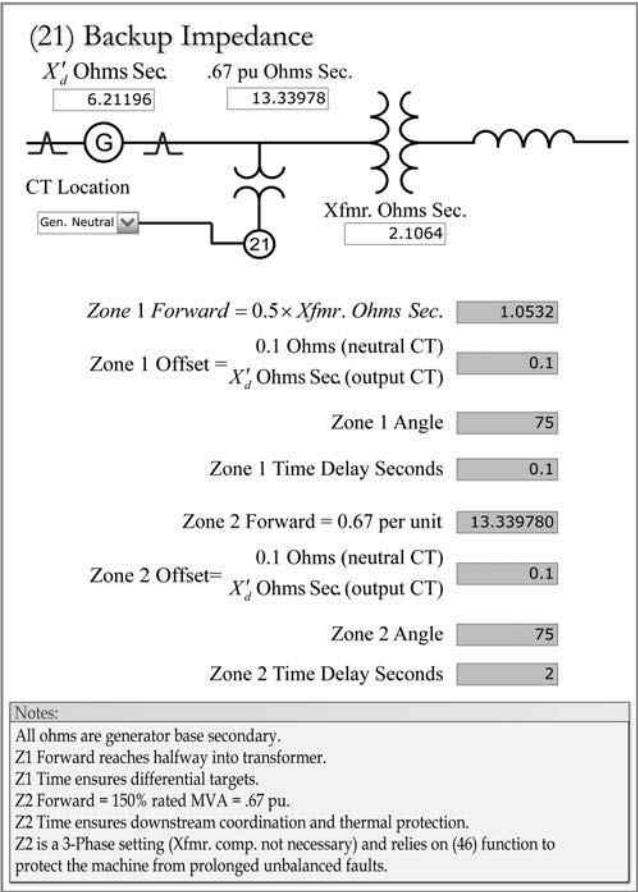 (21) Backup Impedance
X′d Ohms Sec.
.67 pu Ohms Sec.
6.21196
13.33978
G
CT Location
Gen. Neutral
21
Xfmr. Ohms Sec.
2.1064
Zone 1 Forward = 0.5 × Xfmr. Ohms Sec. 1.0532
0.1 Ohms (neutral CT)
Zone 1 Offset = 0.1
X′d Ohms Sec. (output CT)
Zone 1 Angle 75
Zone 1 Time Delay Seconds 0.1
Zone 2 Forward = 0.67 per unit 13.339780
0.1 Ohms (neutral CT)
Zone 2 Offset= 0.1
X′d Ohms Sec. (output CT)
Zone 2 Angle 75
Zone 2 Time Delay Seconds 2
Notes:
All ohms are generator base secondary.
Z1 Forward reaches halfway into transformer.
Z1 Time ensures differential targets.
Z2 Forward = 150% rated MVA = .67 pu.
Z2 Time ensures downstream coordination and thermal protection.
Z2 is a 3-Phase setting (Xfmr. comp. not necessary) and relies on (46) function to
protect the machine from prolonged unbalanced faults.